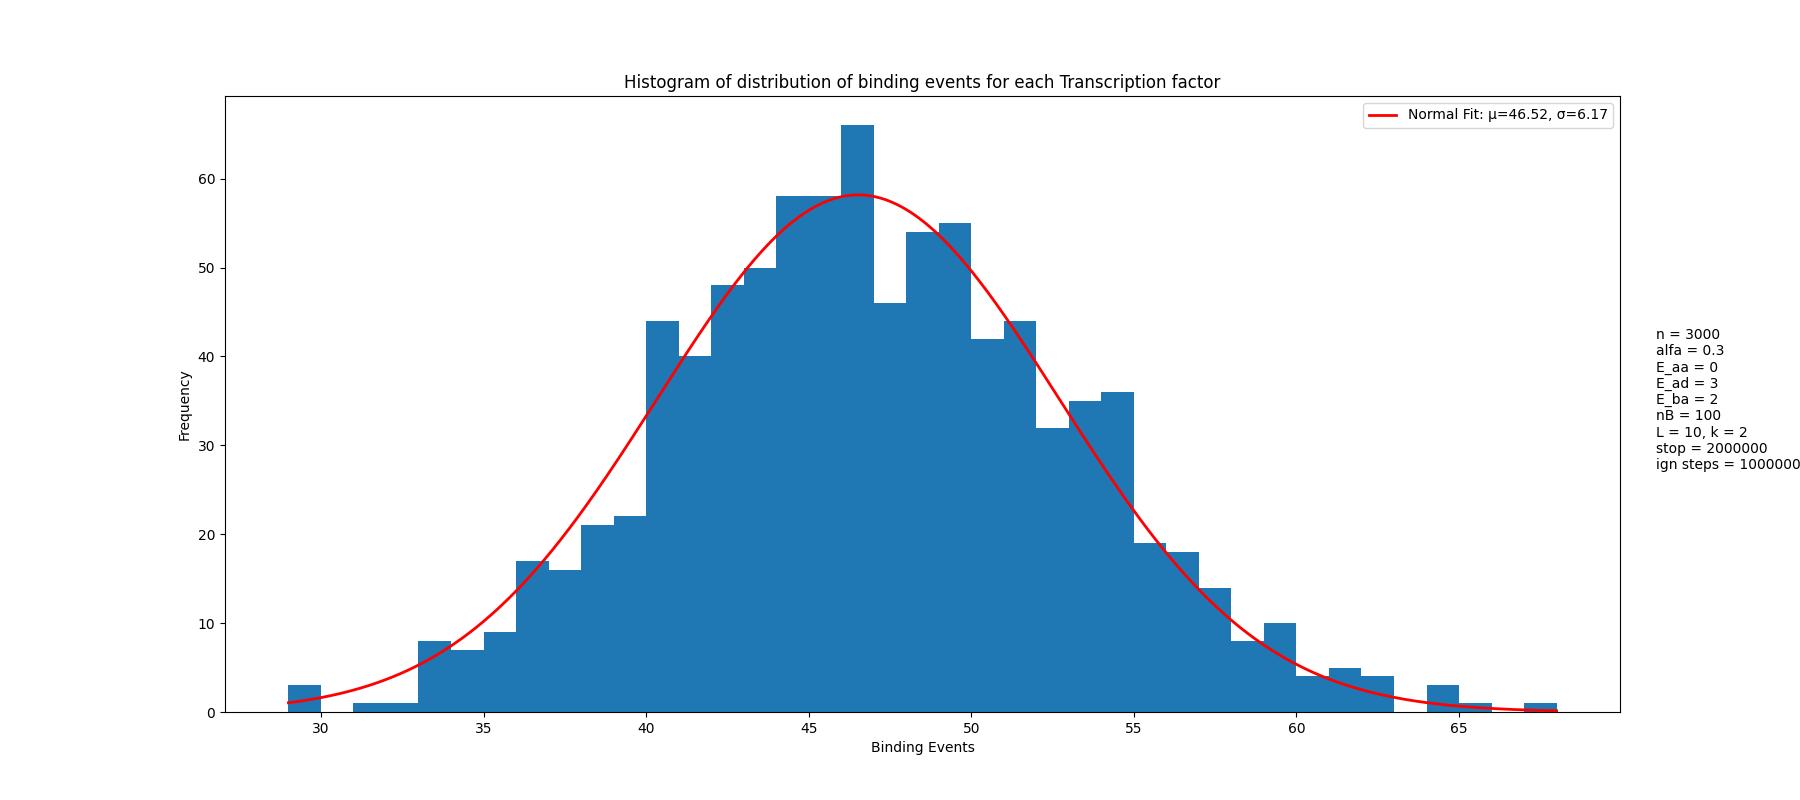 Histogram of distribution of binding events for each Transcription factor
Normal Fit: μ=46.52, σ=6.17
60
50
40
30
20
10
0
Frequency
30 35 40 45 50 55 60 65
Binding Events
n = 3000
alfa = 0.3
E_aa = 0
E_ad = 3
E_ba = 2
nB = 100
L = 10, k = 2
stop = 2000000
ign steps = 1000000